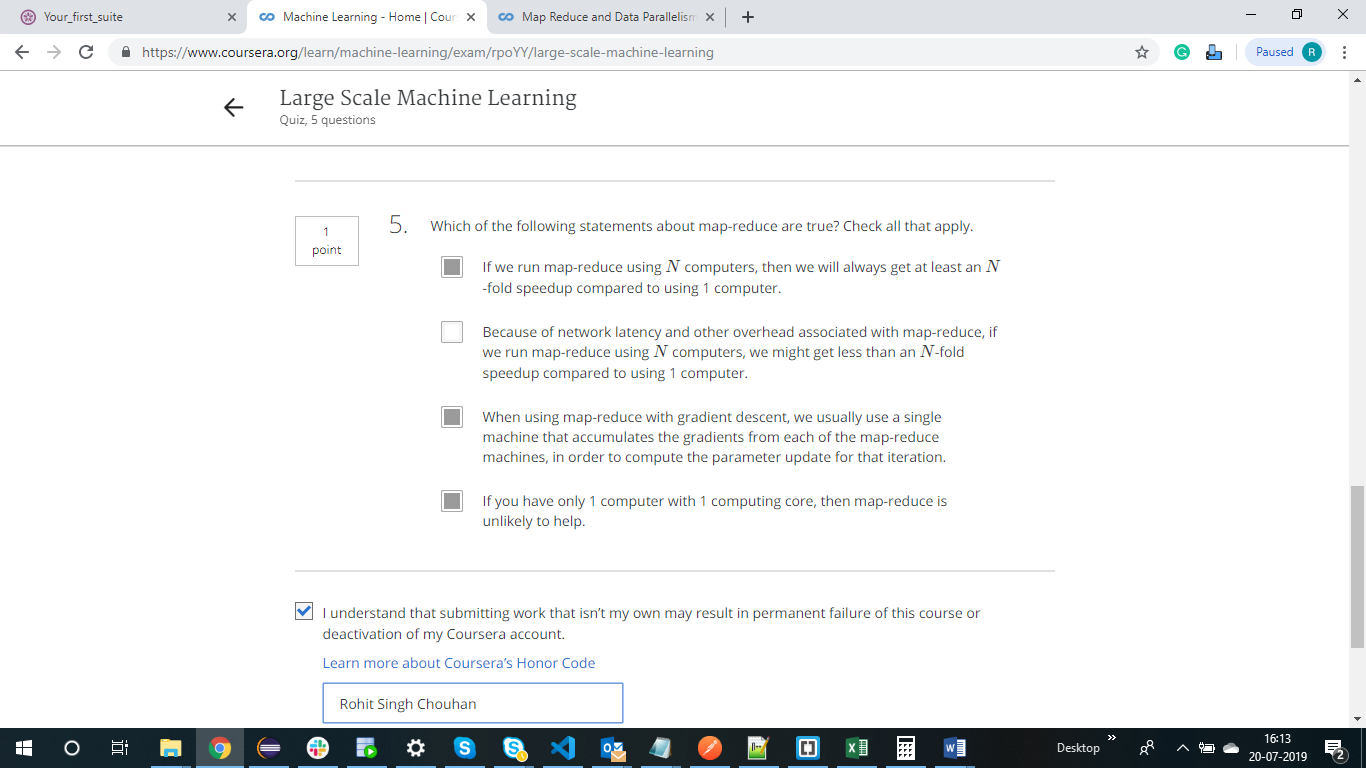 Your_first_suite
Machine Learning - Home | Cour
Map Reduce and Data Parallelism
https://www.coursera.org/learn/machine-learning/exam/rpoYY/large-scale-machine-learning
Paused
R
Large Scale Machine Learning
Quiz, 5 questions
1
point
5.
Which of the following statements about map-reduce are true? Check all that apply.
If we run map-reduce using N computers, then we will always get at least an N
-fold speedup compared to using 1 computer.
Because of network latency and other overhead associated with map-reduce, if
we run map-reduce using N computers, we might get less than an N-fold
speedup compared to using 1 computer.
When using map-reduce with gradient descent, we usually use a single
machine that accumulates the gradients from each of the map-reduce
machines, in order to compute the parameter update for that iteration.
If you have only 1 computer with 1 computing core, then map-reduce is
unlikely to help.
I understand that submitting work that isn't my own may result in permanent failure of this course or
deactivation of my Coursera account.
Learn more about Coursera's Honor Code
Rohit Singh Chouhan
Desktop
16:13
20-07-2019
2